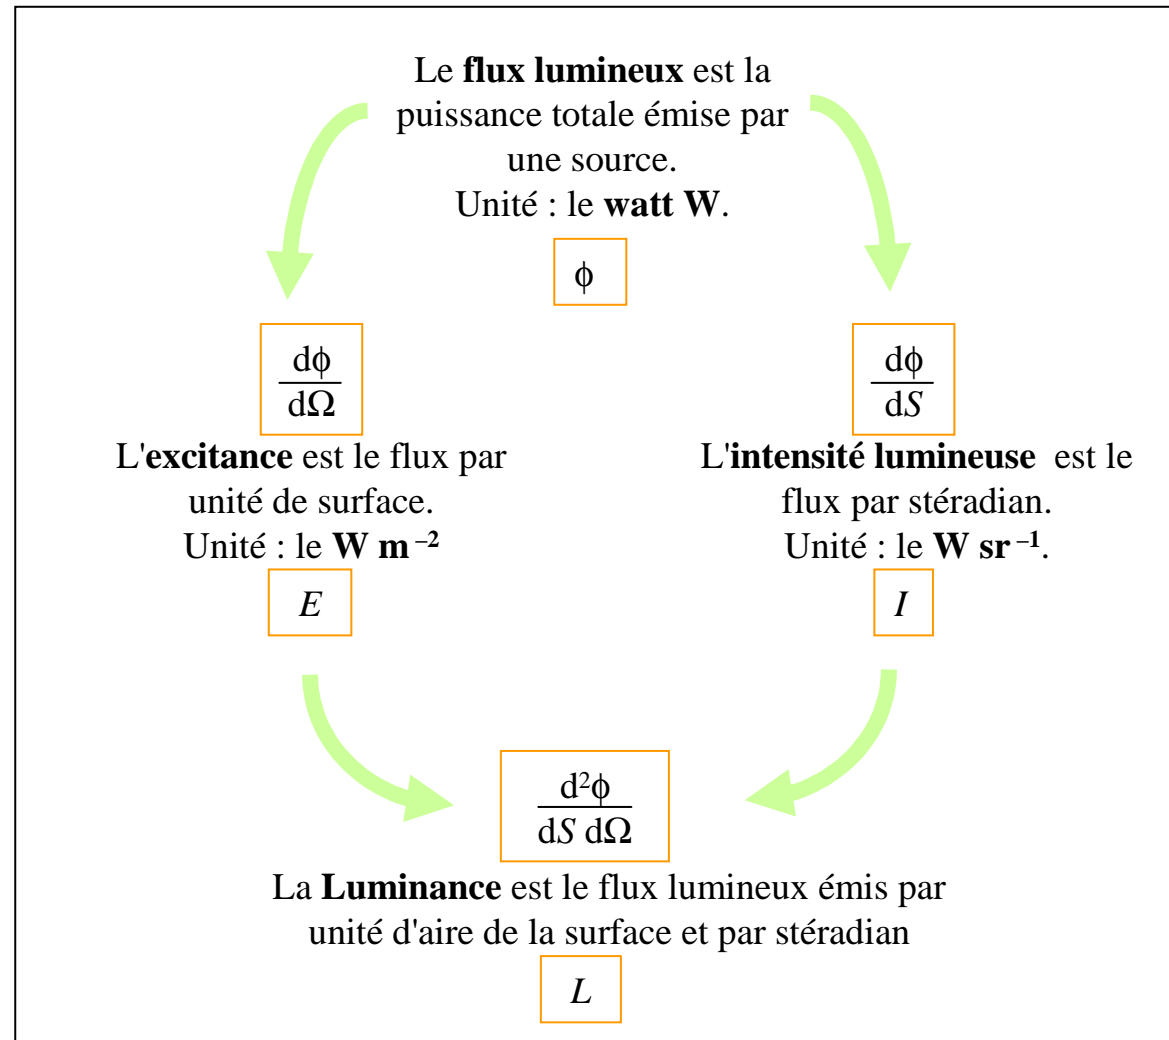 Le flux lumineux est la
puissance totale émise par
une source.
Unité : le watt W.
ϕ
dϕ
dΩ
L'excitance est le flux par
unité de surface.
Unité : le W m⁻²
E
dϕ
dS
L'intensité lumineuse est le
flux par stéradian.
Unité : le W sr⁻¹.
I
d²ϕ
dS dΩ
La Luminance est le flux lumineux émis par
unité d'aire de la surface et par stéradian
L